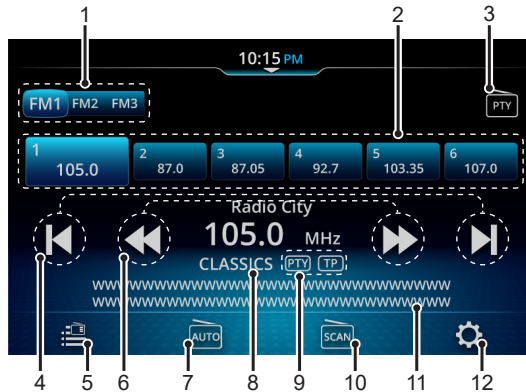 1 2 3
10:15 PM
FM1 FM2 FM3
PTY
1 105.0
2 87.0
3 87.05
4 92.7
5 103.35
6 107.0
Radio City
105.0 MHz
CLASSICS PTY TP
WWWWWWWWWWWWWWWWWWWWWWWWWWWWWW
WWWWWWWWWWWWWWWWWWWWWWWWWWWWWW
AUTO SCAN
4 5 6 7 8 9 10 11 12